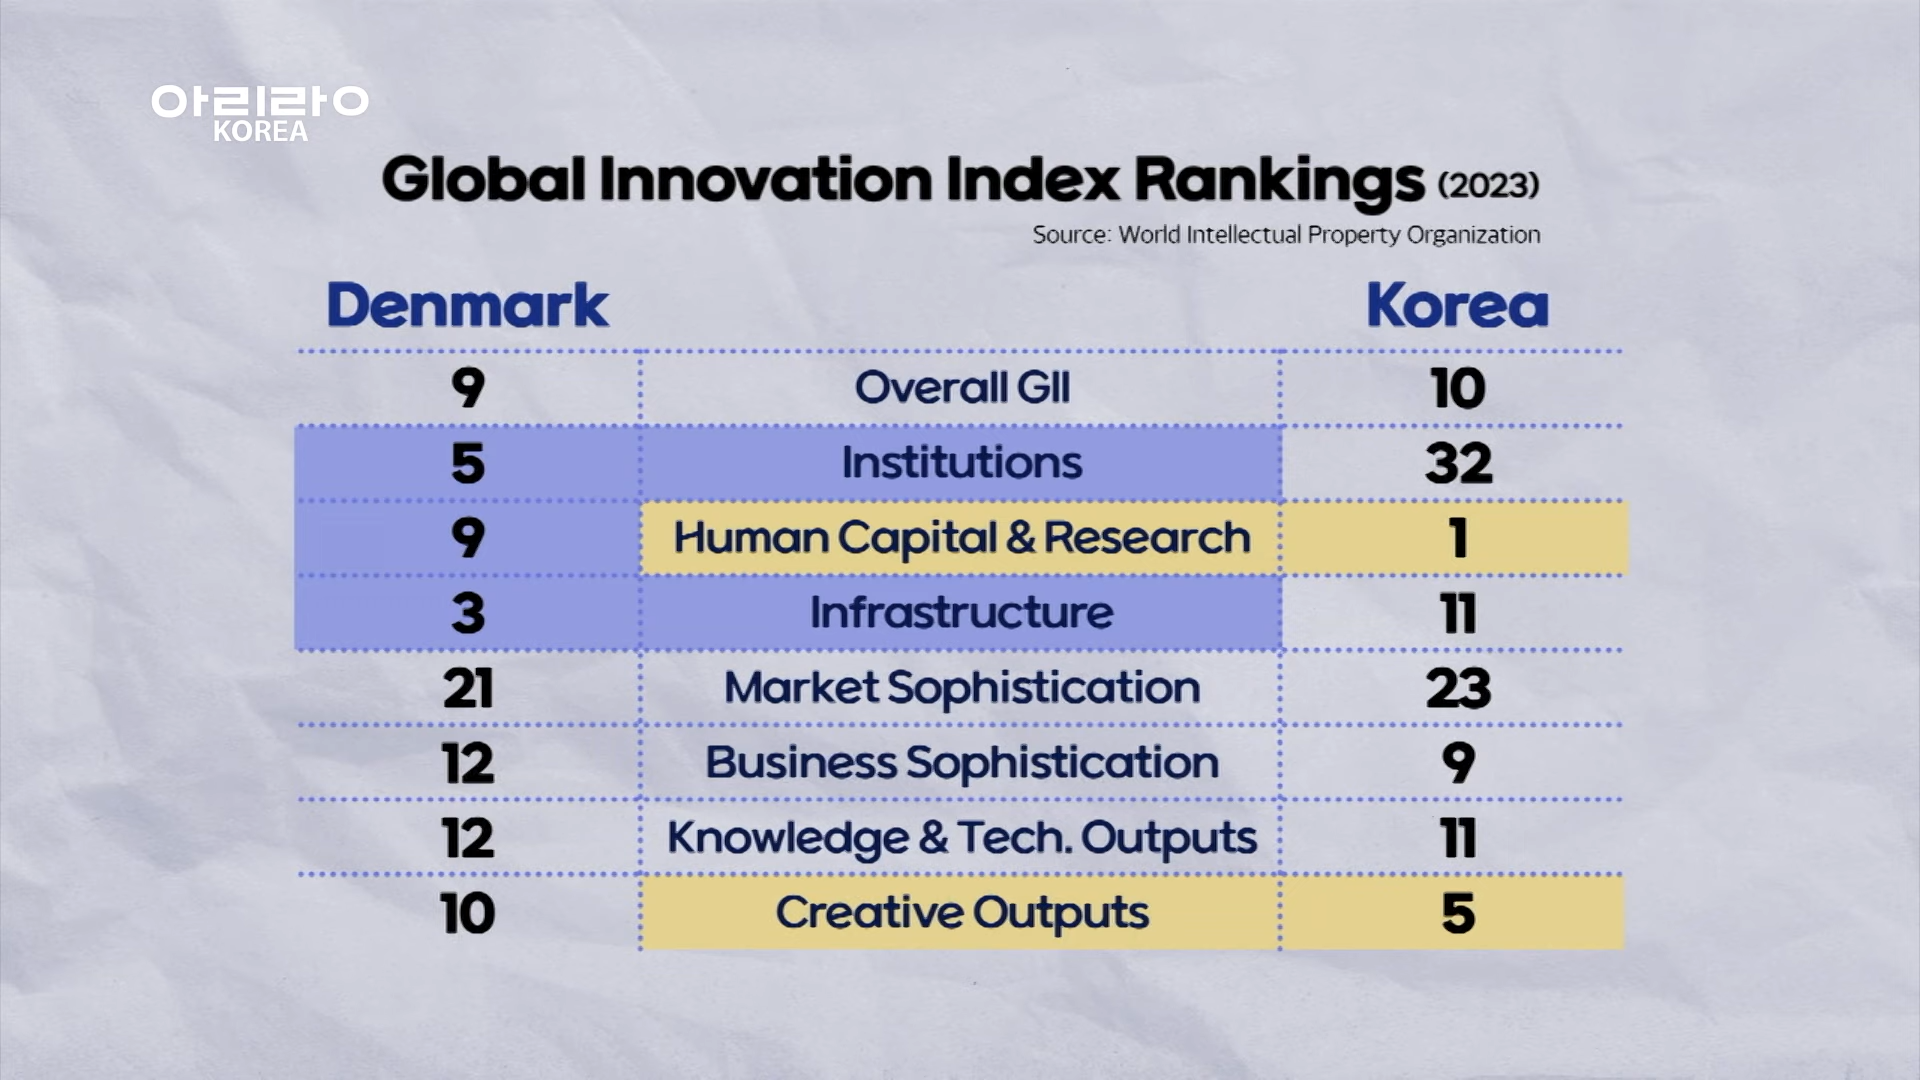 아리랑
KOREA
Global Innovation Index Rankings (2023)
Source: World Intellectual Property Organization
Denmark Korea
9 Overall GII 10
5 Institutions 32
9 Human Capital & Research 1
3 Infrastructure 11
21 Market Sophistication 23
12 Business Sophistication 9
12 Knowledge & Tech. Outputs 11
10 Creative Outputs 5